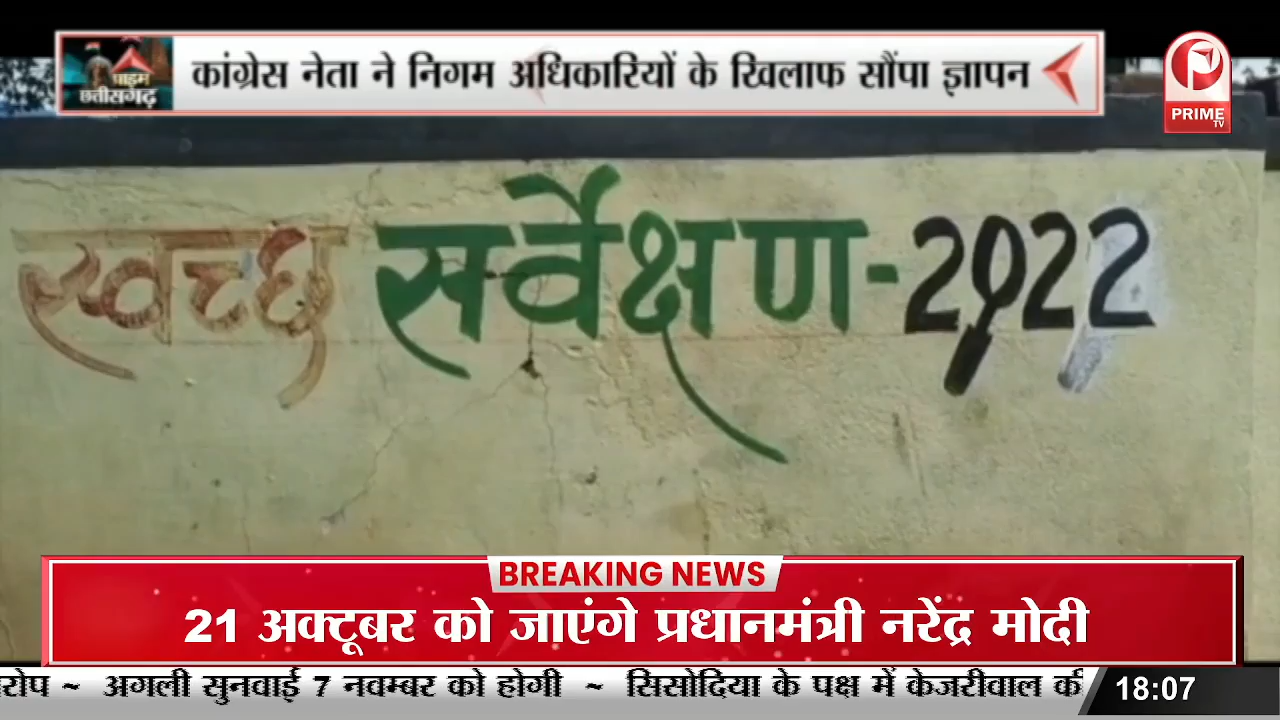 प्राइम
छत्तीसगढ़
कांग्रेस नेता ने निगम अधिकारियों के खिलाफ सौंपा ज्ञापन
PRIME
TV
स्वच्छ सर्वेक्षण-2022
BREAKING NEWS
21 अक्टूबर को जाएंगे प्रधानमंत्री नरेंद्र मोदी
रोप ~ अगली सुनवाई 7 नवम्बर को होगी ~ सिसोदिया के पक्ष में केजरीवाल की
18:07